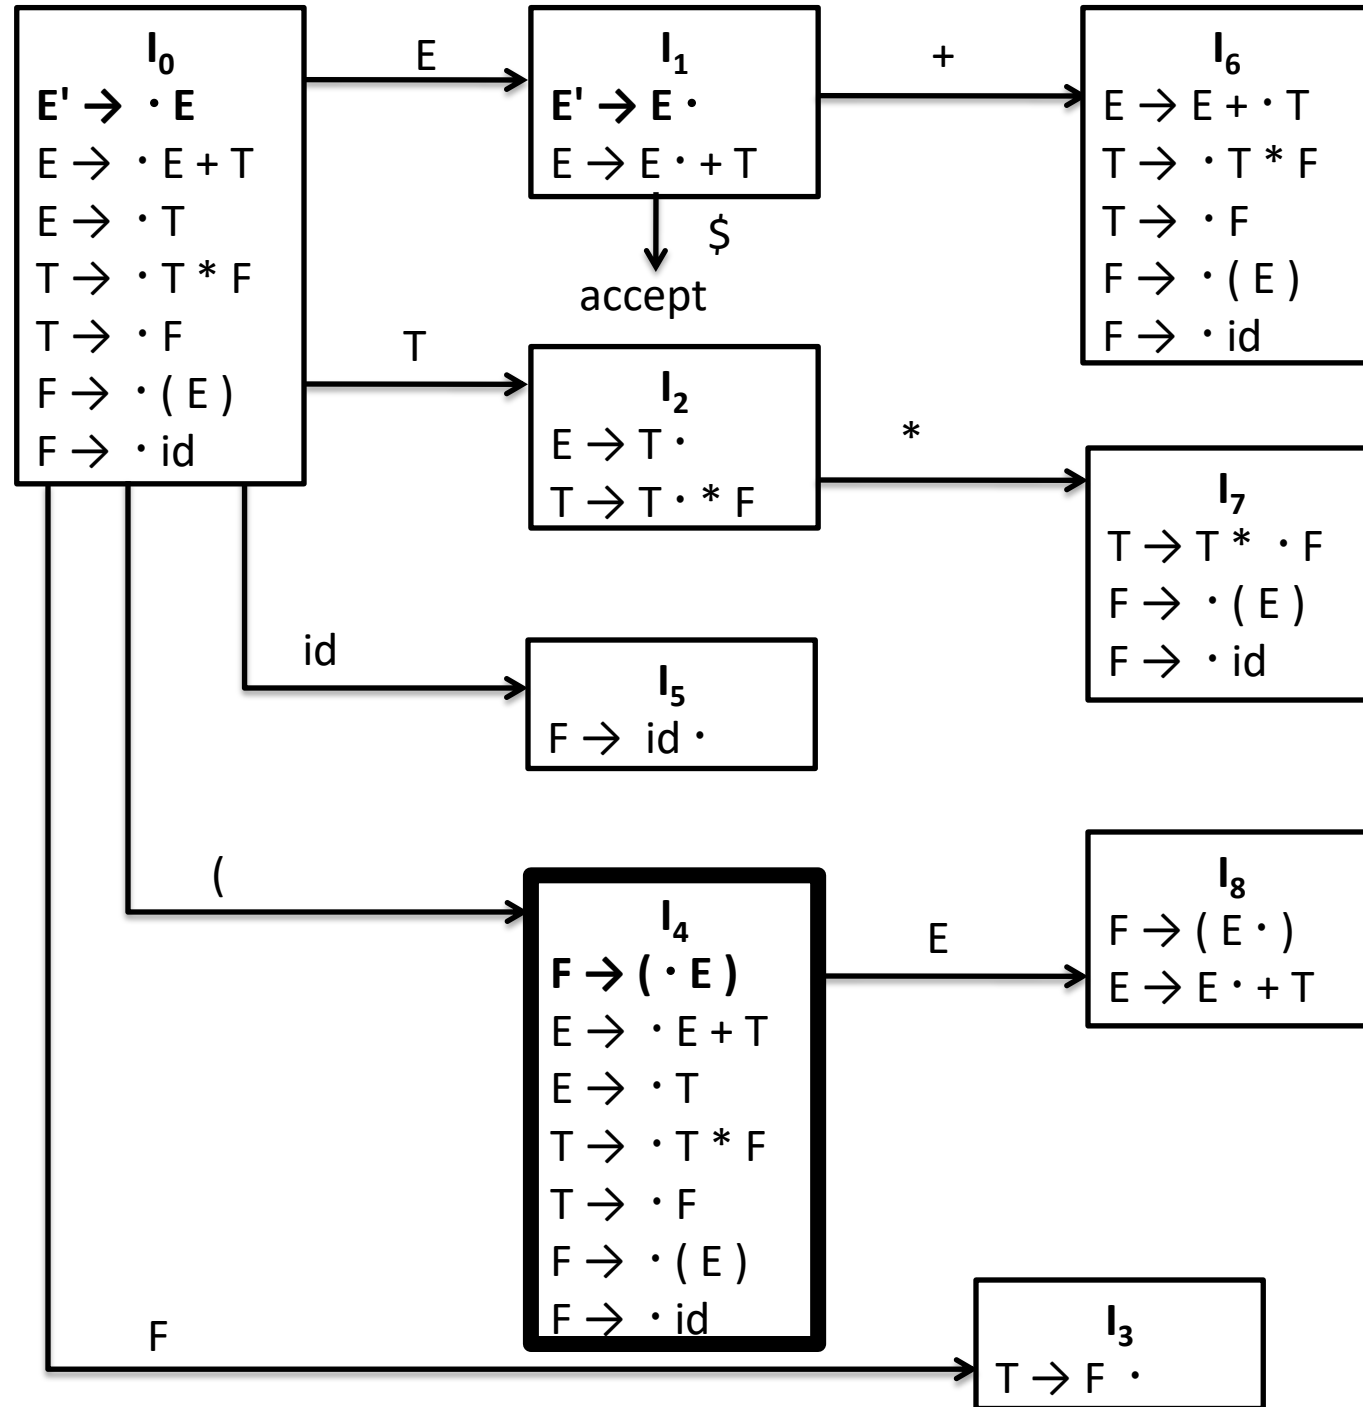 I₀
E' → · E
E → · E + T
E → · T
T → · T * F
T → · F
F → · ( E )
F → · id
E
I₁
E' → E ·
E → E · + T
$
accept
+
I₆
E → E + · T
T → · T * F
T → · F
F → · ( E )
F → · id
T
I₂
E → T ·
T → T · * F
*
I₇
T → T * · F
F → · ( E )
F → · id
id
I₅
F → id ·
(
I₄
F → ( · E )
E → · E + T
E → · T
T → · T * F
T → · F
F → · ( E )
F → · id
E
I₈
F → ( E · )
E → E · + T
F
I₃
T → F ·